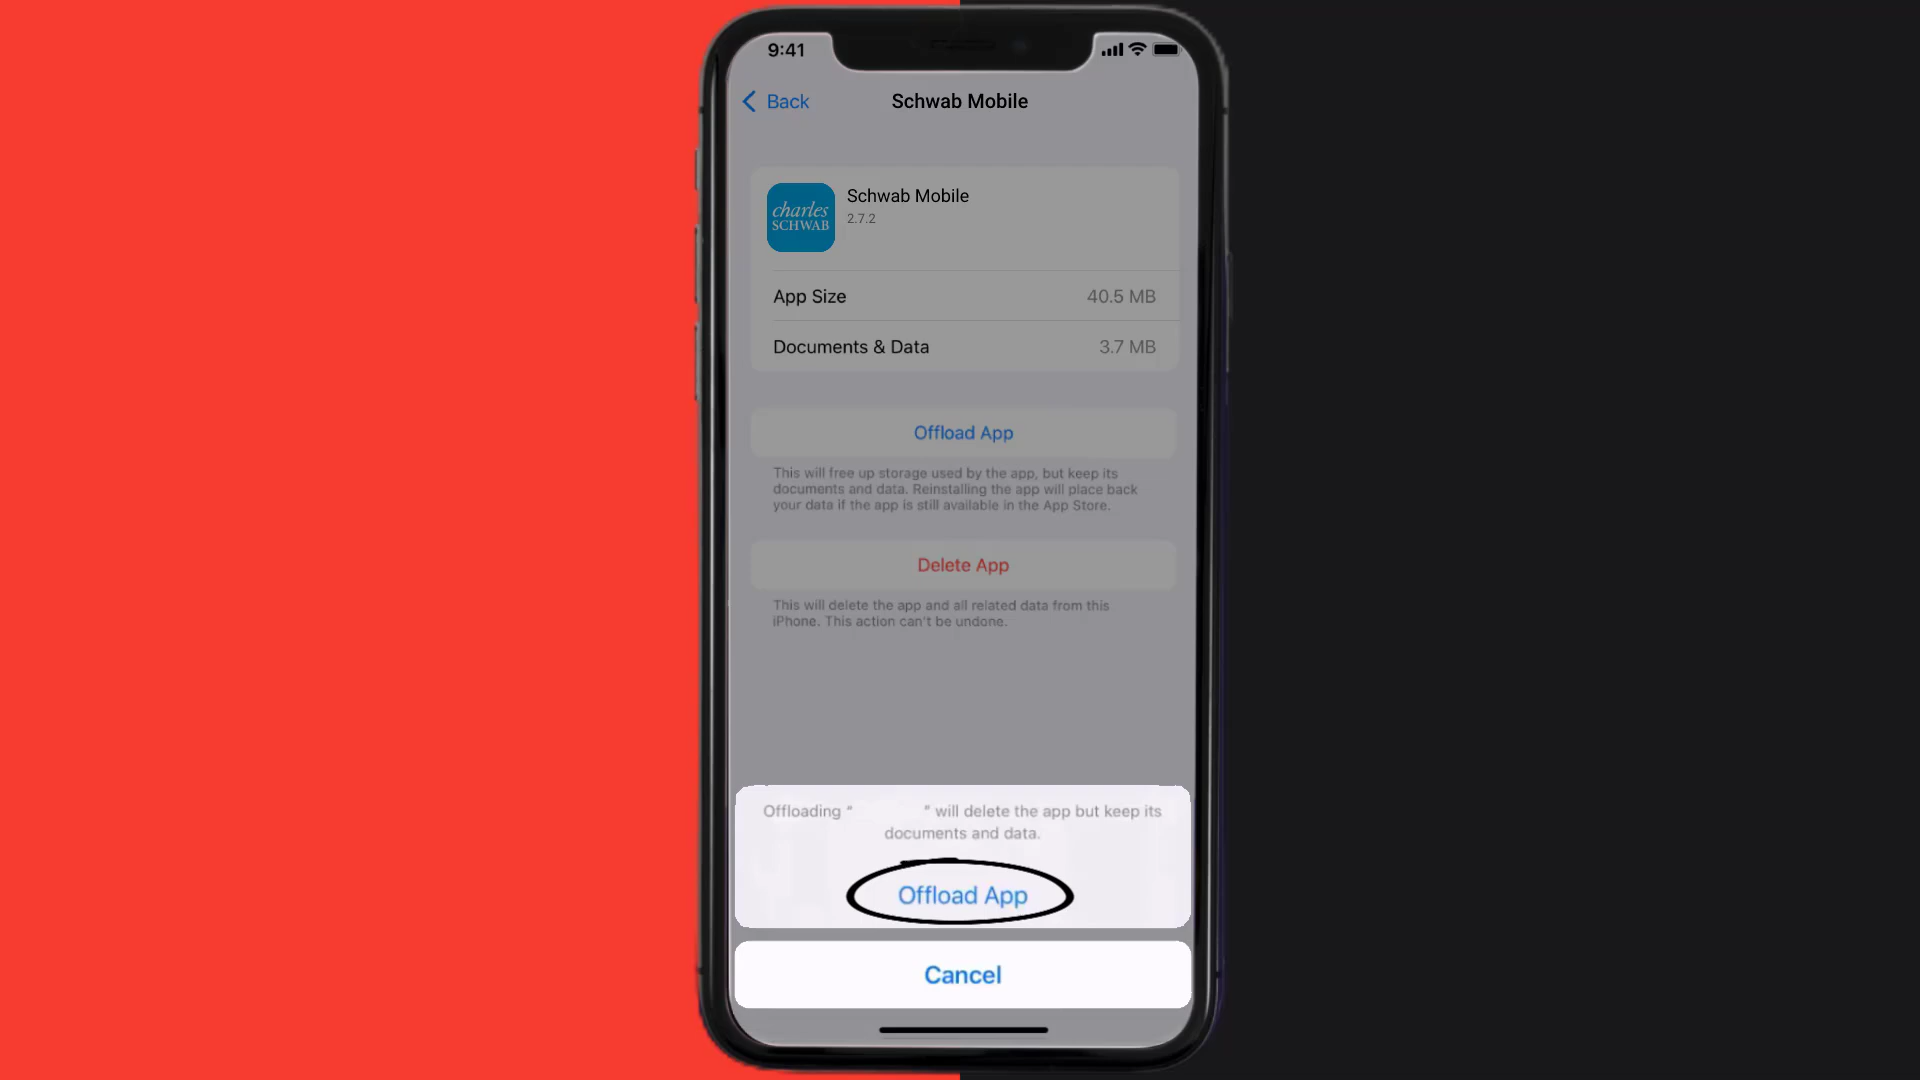 9:41
Back
Schwab Mobile
charles
SCHWAB
Schwab Mobile
2.7.2
App Size 40.5 MB
Documents & Data 3.7 MB
Offload App
This will free up storage used by the app, but keep its
documents and data. Reinstalling the app will place back
your data if the app is still available in the App Store.
Delete App
This will delete the app and all related data from this
iPhone. This action can't be undone.
Offloading “ ” will delete the app but keep its
documents and data.
Offload App
Cancel